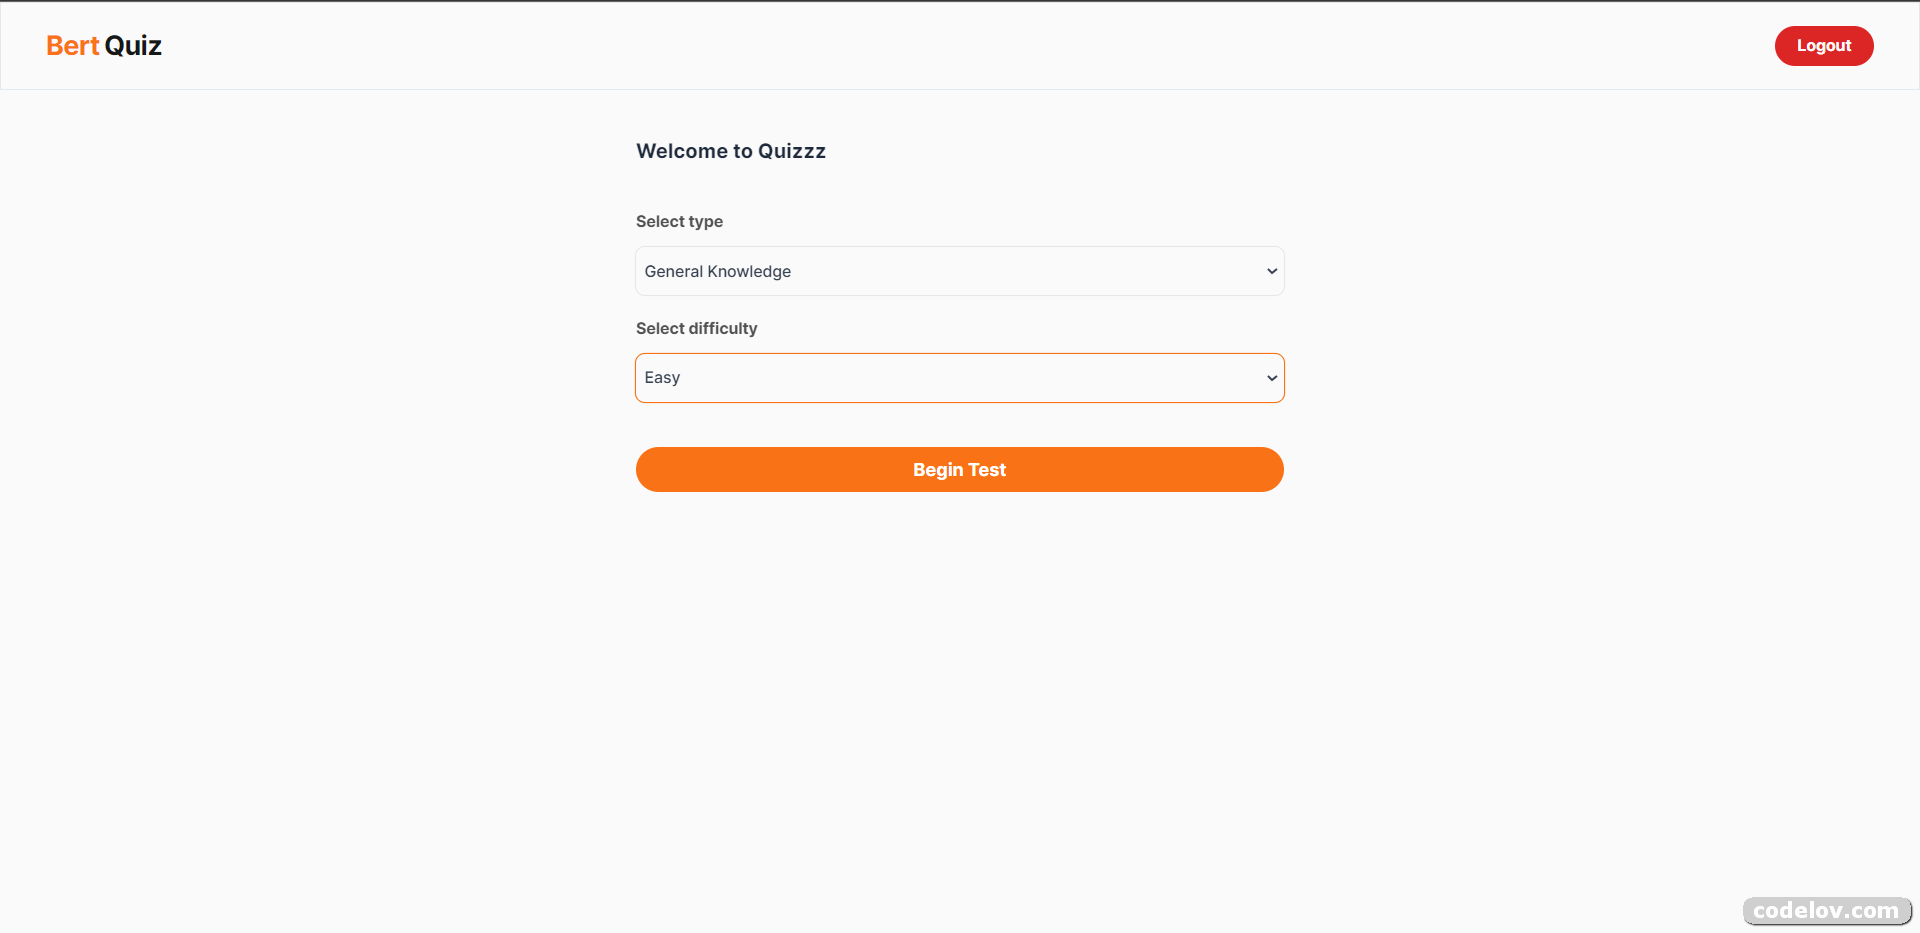 Bert Quiz
Logout
Welcome to Quizzz
Select type
General Knowledge
Select difficulty
Easy
Begin Test
codelov.com